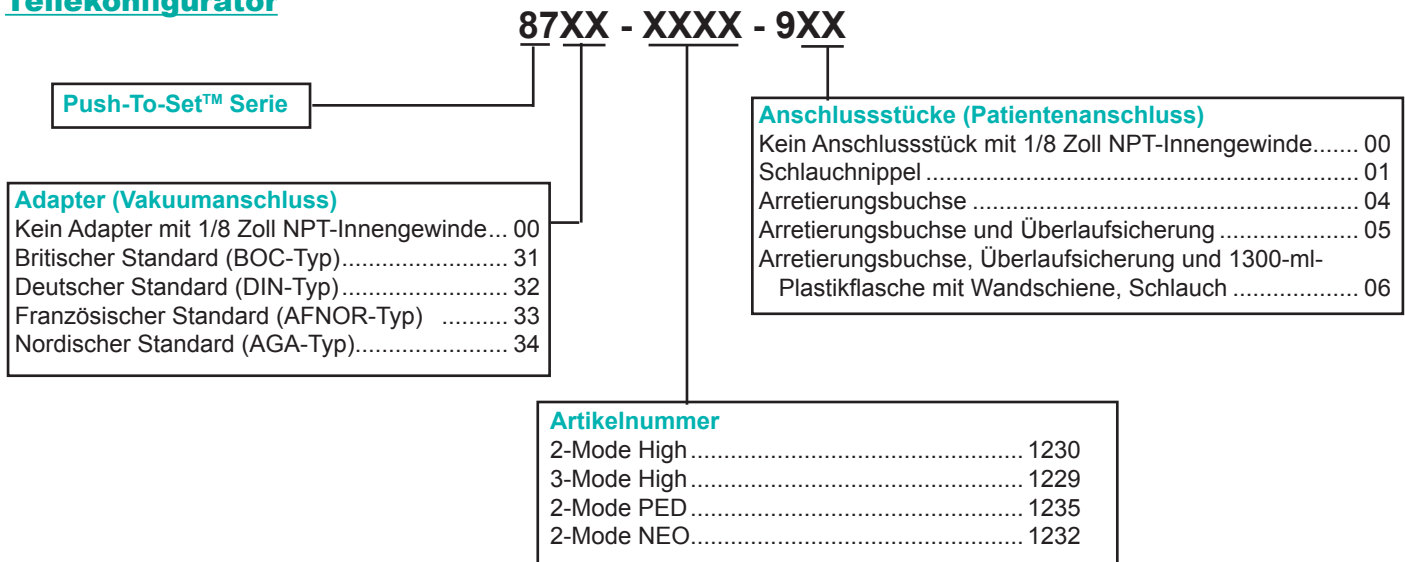 Teilekonfigurator
87XX - XXXX - 9XX
Push-To-Set™ Serie
Adapter (Vakuumanschluss)
Kein Adapter mit 1/8 Zoll NPT-Innengewinde... 00
Britischer Standard (BOC-Typ)......................... 31
Deutscher Standard (DIN-Typ)......................... 32
Französischer Standard (AFNOR-Typ) .......... 33
Nordischer Standard (AGA-Typ)....................... 34
Anschlussstücke (Patientenanschluss)
Kein Anschlussstück mit 1/8 Zoll NPT-Innengewinde....... 00
Schlauchnippel ..................................................................... 01
Arretierungsbuchse ............................................................. 04
Arretierungsbuchse und Überlaufsicherung ...................... 05
Arretierungsbuchse, Überlaufsicherung und 1300-ml-
Plastikflasche mit Wandschiene, Schlauch .................... 06
Artikelnummer
2-Mode High.................................................. 1230
3-Mode High.................................................. 1229
2-Mode PED.................................................. 1235
2-Mode NEO.................................................. 1232